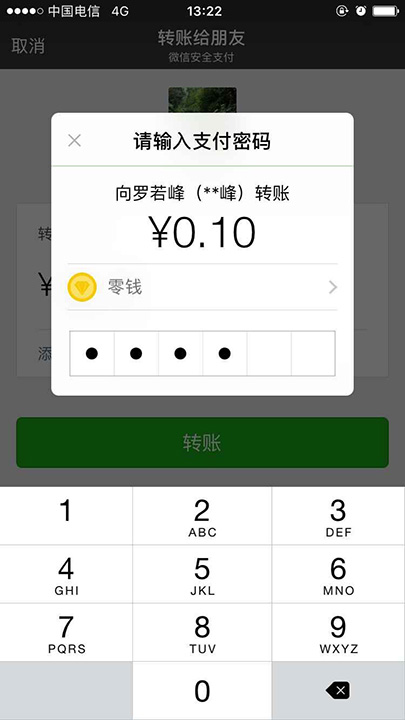 中国电信 4G 13:22
取消 转账给朋友
微信安全支付
请输入支付密码
向罗若峰（**峰）转账
¥0.10
转
¥
零钱
添
转账
1 2 3
ABC DEF
4 5 6
GHI JKL MNO
7 8 9
PQRS TUV WXYZ
0